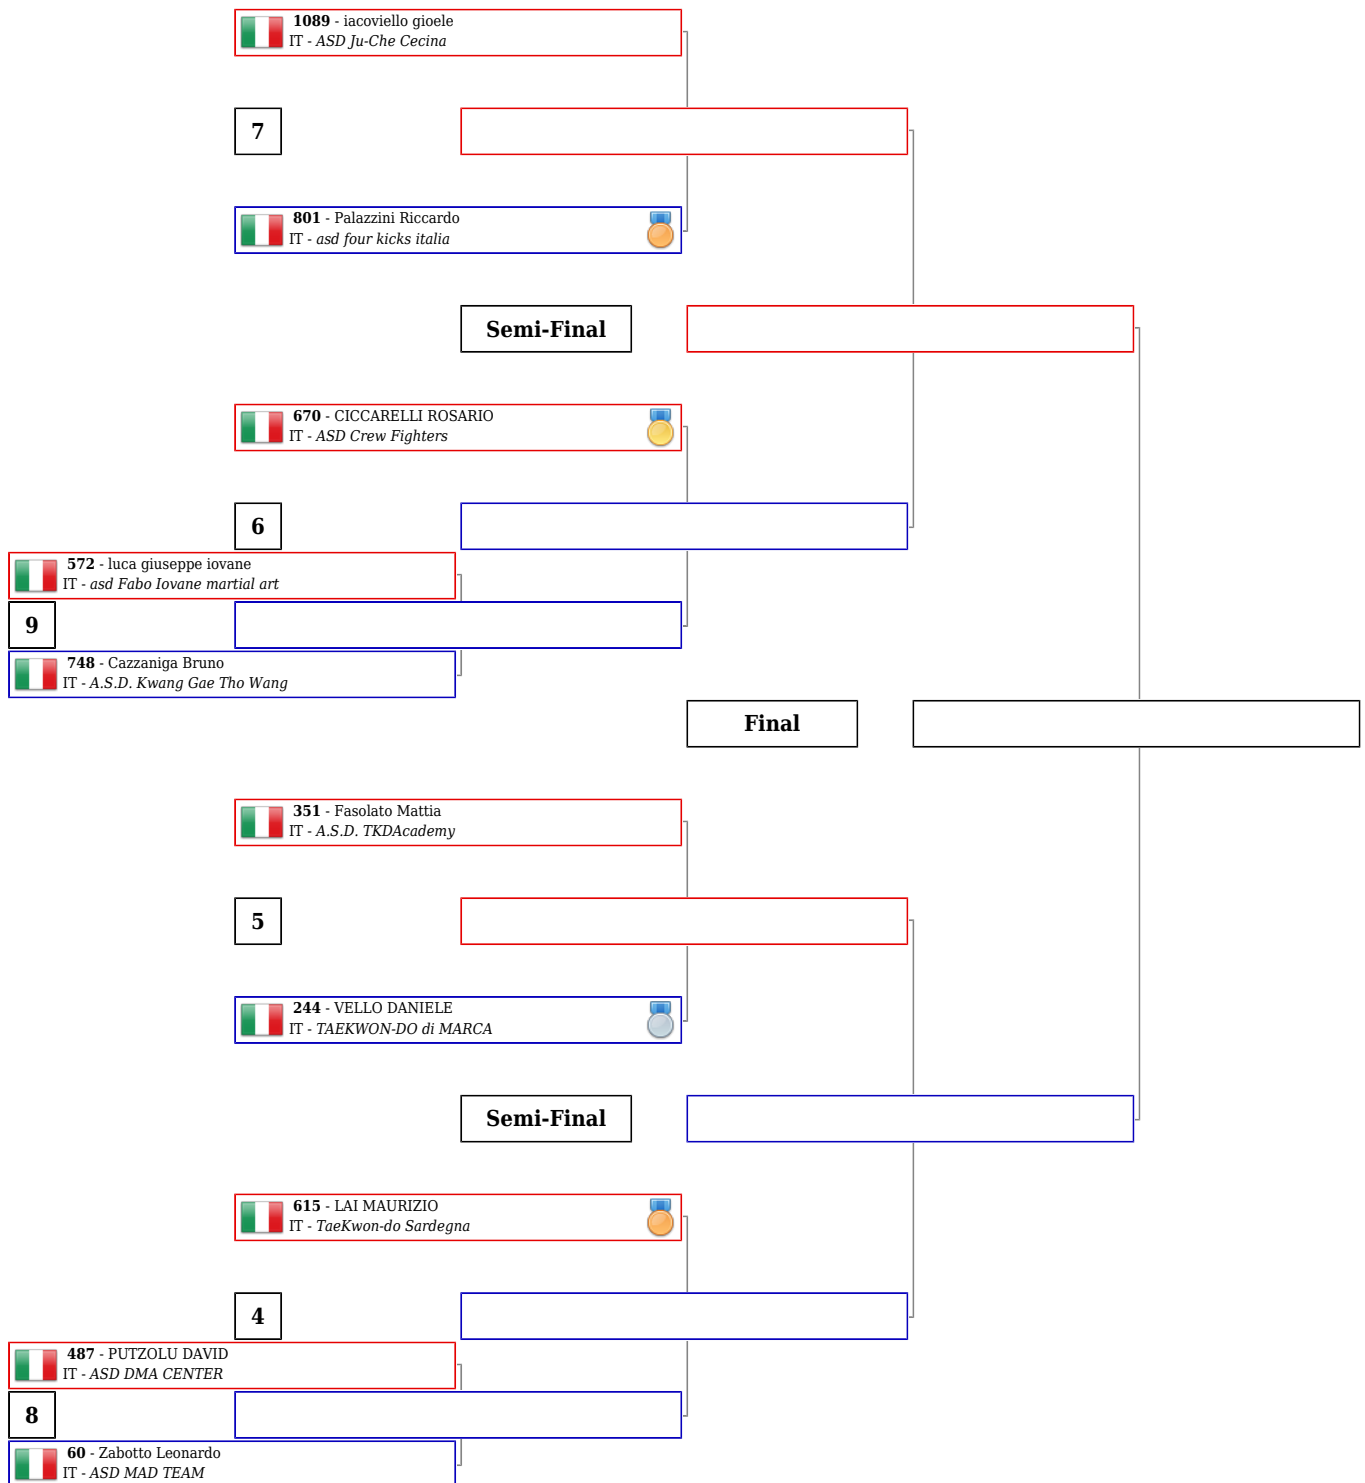 1089 - iacoviello gioele
IT - ASD Ju-Che Cecina
7
801 - Palazzini Riccardo
IT - asd four kicks italia
Semi-Final
670 - CICCARELLI ROSARIO
IT - ASD Crew Fighters
6
572 - luca giuseppe iovane
IT - asd Fabo Iovane martial art
9
748 - Cazzaniga Bruno
IT - A.S.D. Kwang Gae Tho Wang
Final
351 - Fasolato Mattia
IT - A.S.D. TKDAcademy
5
244 - VELLO DANIELE
IT - TAEKWON-DO di MARCA
Semi-Final
615 - LAI MAURIZIO
IT - TaeKwon-do Sardegna
4
487 - PUTZOLU DAVID
IT - ASD DMA CENTER
8
60 - Zabotto Leonardo
IT - ASD MAD TEAM